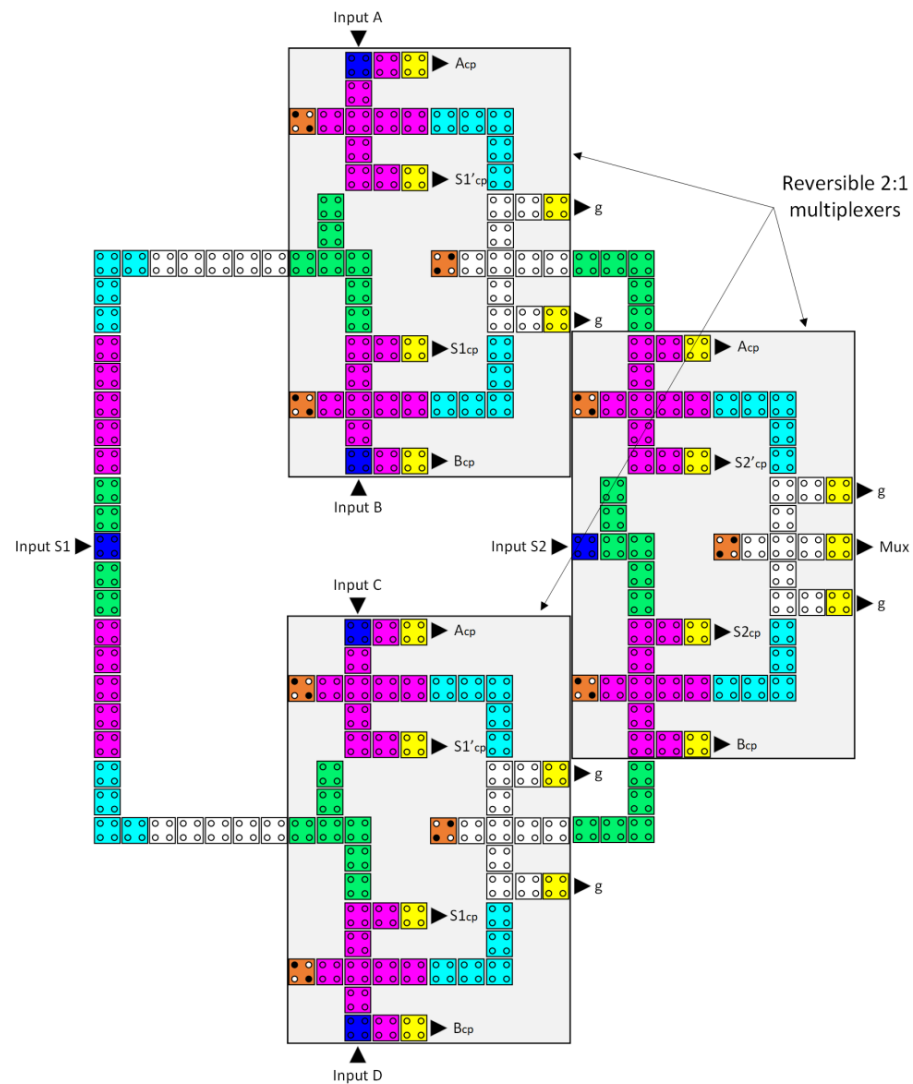 Input A
Acp
S1'cp
Reversible 2:1
multiplexers
g
g
S1cp
Acp
Bcp
S2'cp
Input B
g
Input S1
Input S2
Mux
Input C
g
Acp
S2cp
S1'cp
Bcp
g
g
S1cp
Bcp
Input D